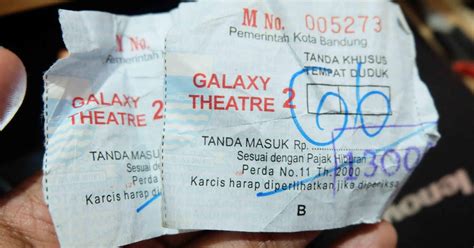 M No. 005273
Pemerintah Kota Bandung
TANDA KHUSUS
TEMPAT DUDUK
GALAXY
THEATRE 2
TANDA MASUK Rp.
Sesuai dengan Pajak Hiburan
Perda No.11 Th. 2000
Karcis harap diperlihatkan jika diperiksa
B
M No.
Pemerintah
GALAXY
THEATRE 2
TANDA MASUK
Sesuai
Perda
Karcis harap
lenovo